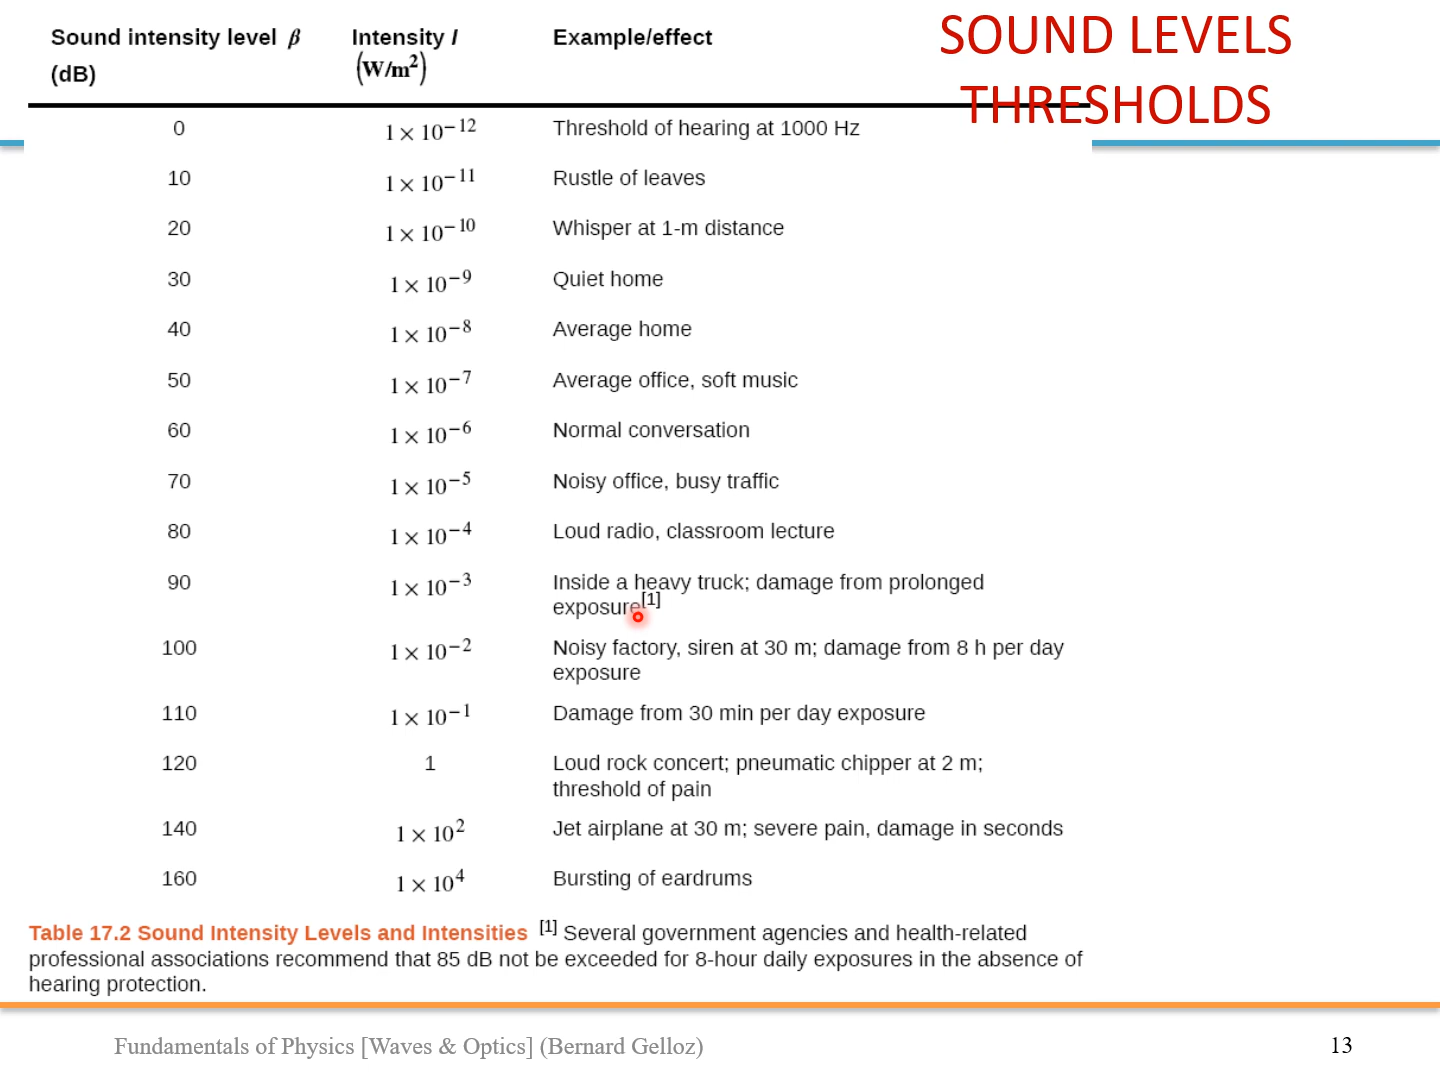 SOUND LEVELS
THRESHOLDS
Sound intensity level β
(dB)
Intensity I
(W/m²)
Example/effect
0 1 × 10⁻¹² Threshold of hearing at 1000 Hz
10 1 × 10⁻¹¹ Rustle of leaves
20 1 × 10⁻¹⁰ Whisper at 1-m distance
30 1 × 10⁻⁹ Quiet home
40 1 × 10⁻⁸ Average home
50 1 × 10⁻⁷ Average office, soft music
60 1 × 10⁻⁶ Normal conversation
70 1 × 10⁻⁵ Noisy office, busy traffic
80 1 × 10⁻⁴ Loud radio, classroom lecture
90 1 × 10⁻³ Inside a heavy truck; damage from prolonged
exposure[1]
100 1 × 10⁻² Noisy factory, siren at 30 m; damage from 8 h per day
exposure
110 1 × 10⁻¹ Damage from 30 min per day exposure
120 1 Loud rock concert; pneumatic chipper at 2 m;
threshold of pain
140 1 × 10² Jet airplane at 30 m; severe pain, damage in seconds
160 1 × 10⁴ Bursting of eardrums
Table 17.2 Sound Intensity Levels and Intensities [1] Several government agencies and health-related
professional associations recommend that 85 dB not be exceeded for 8-hour daily exposures in the absence of
hearing protection.
Fundamentals of Physics [Waves & Optics] (Bernard Gelloz)
13